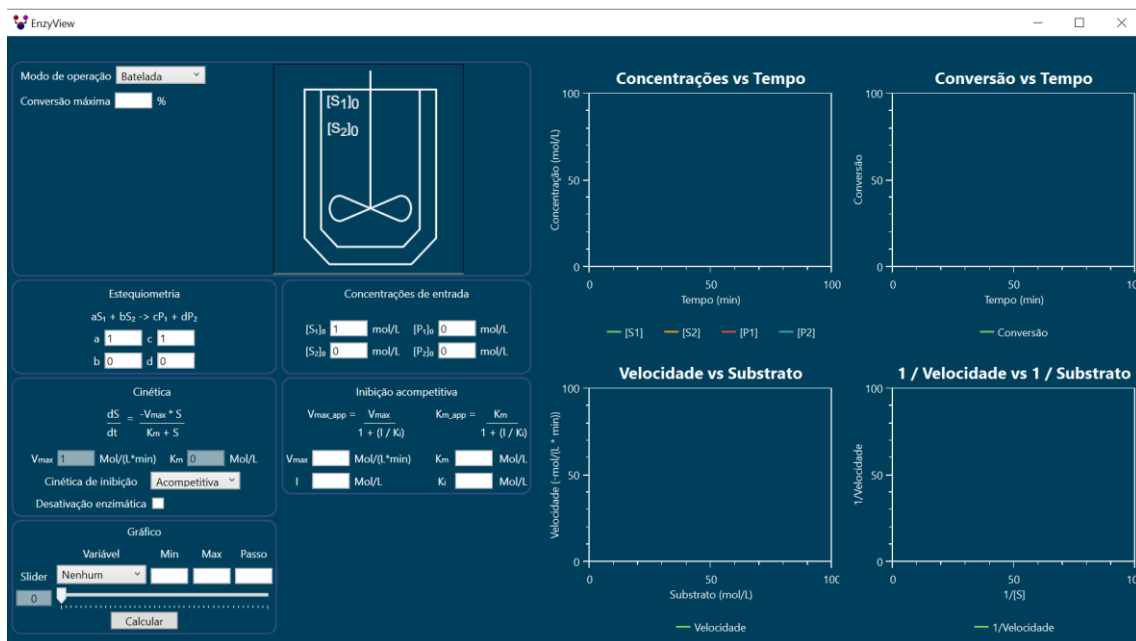 EnzyView
Modo de operação Batelada
Conversão máxima %
[S1]0
[S2]0
Estequiometria
aS₁ + bS₂ -> cP₁ + dP₂
a 1 c 1
b 0 d 0
Concentrações de entrada
[S₁]₀ 1 mol/L [P₁]₀ 0 mol/L
[S₂]₀ 0 mol/L [P₂]₀ 0 mol/L
Cinética
dS = -Vmax * S
dt Km + S
Vmax 1 Mol/(L*min) Km 0 Mol/L
Cinética de inibição Acompetitiva
Desativação enzimática
Inibição acompetitiva
Vmax_app = Vmax Km_app = Km
1 + (I / Ki) 1 + (I / Ki)
Vmax Mol/(L*min) Km Mol/L
I Mol/L Ki Mol/L
Gráfico
Variável Min Max Passo
Slider Nenhum
0
Calcular
Concentrações vs Tempo
Concentração (mol/L)
100
50
0
0 50 100
Tempo (min)
[S1] [S2] [P1] [P2]
Conversão vs Tempo
Conversão
100
50
0
0 50 100
Tempo (min)
Conversão
Velocidade vs Substrato
Velocidade (-mol/(L * min))
100
50
0
0 50 100
Substrato (mol/L)
Velocidade
1 / Velocidade vs 1 / Substrato
1/Velocidade
100
50
0
0 50 100
1/[S]
1/Velocidade